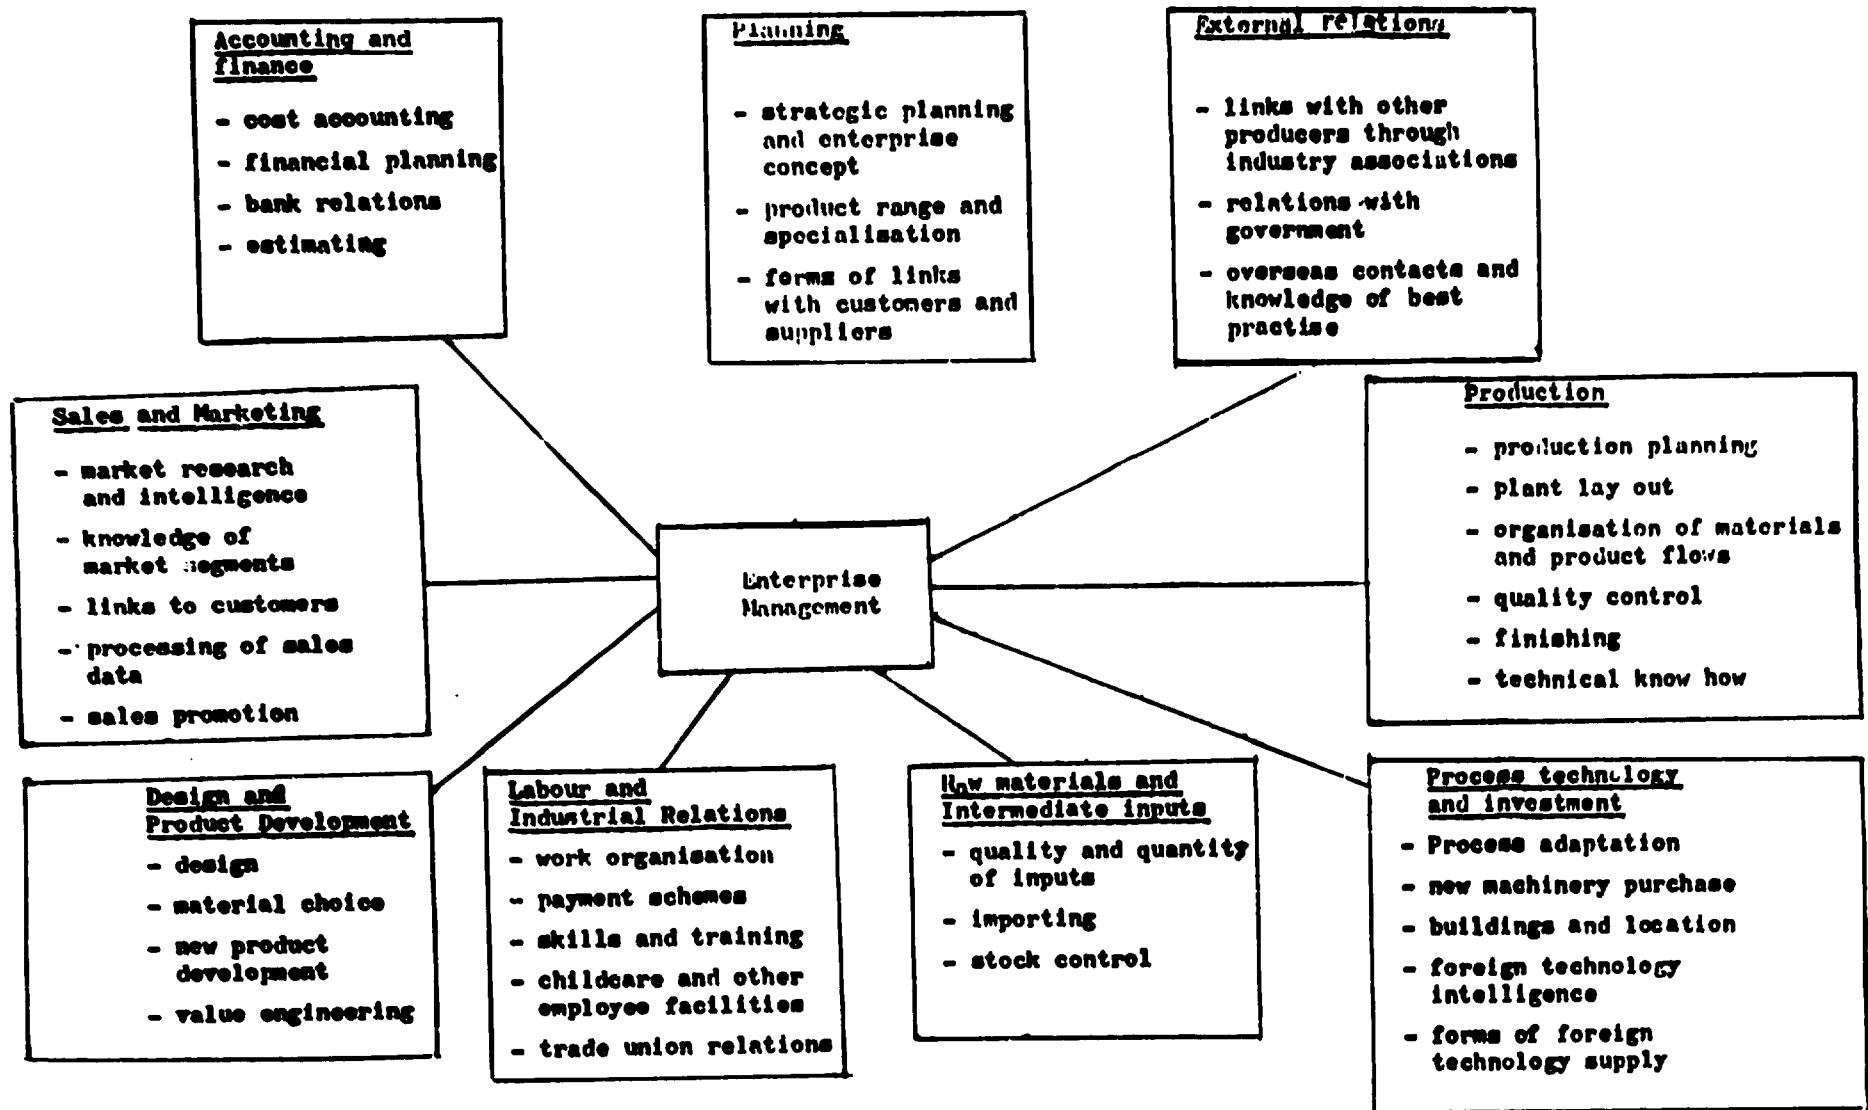 Accounting and
finance
- cost accounting
- financial planning
- bank relations
- estimating
Planning
- strategic planning
and enterprise
concept
- product range and
specialisation
- forms of links
with customers and
suppliers
External relations
- links with other
producers through
industry associations
- relations with
government
- overseas contacts and
knowledge of best
practise
Sales and Marketing
- market research
and intelligence
- knowledge of
market segments
- links to customers
- processing of sales
data
- sales promotion
Enterprise
Management
Production
- production planning
- plant lay out
- organisation of materials
and product flows
- quality control
- finishing
- technical know how
Design and
Product Development
- design
- material choice
- new product
development
- value engineering
Labour and
Industrial Relations
- work organisation
- payment schemes
- skills and training
- childcare and other
employee facilities
- trade union relations
Raw materials and
Intermediate inputs
- quality and quantity
of inputs
- importing
- stock control
Process technology
and investment
- Process adaptation
- new machinery purchase
- buildings and location
- foreign technology
intelligence
- forms of foreign
technology supply